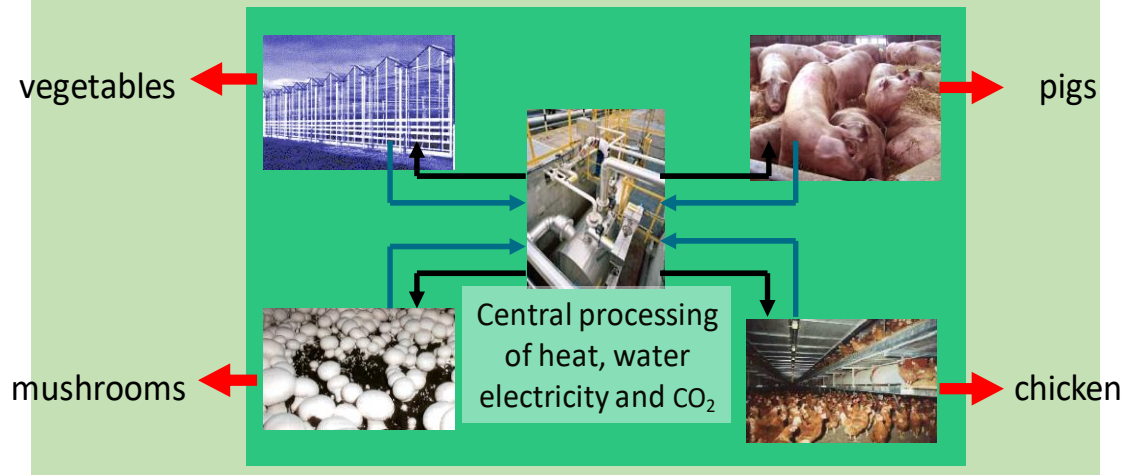 vegetables
pigs
Central processing
of heat, water
electricity and CO₂
mushrooms
chicken